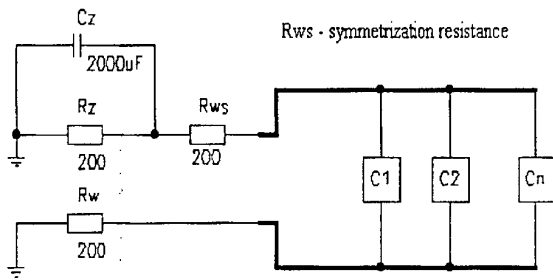 Cz
2000uF
Rws - symmetrization resistance
Rz
200
Rws
200
C1
C2
Cn
Rw
200